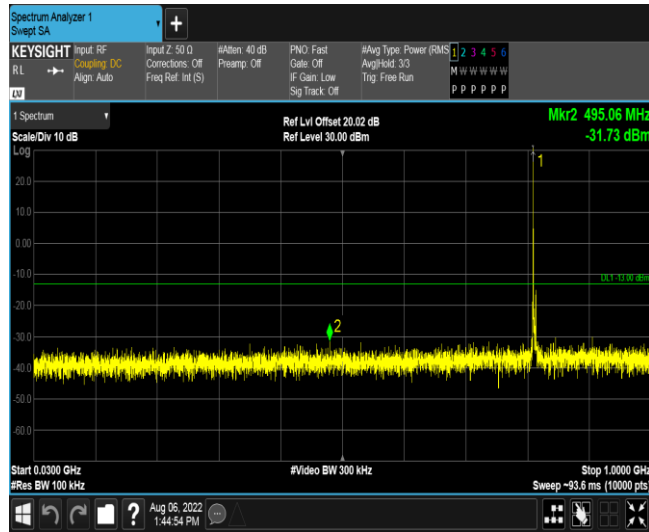 Spectrum Analyzer 1
Swept SA
+
KEYSIGHT Input: RF Input Z: 50 Ω #Atten: 40 dB PNO: Fast #Avg Type: Power (RMS 1 2 3 4 5 6
RL Coupling: DC Corrections: Off Preamp: Off Gate: Off Avg|Hold: 3/3 M W W W W W
Align: Auto Freq Ref: Int (S) IF Gain: Low Trig: Free Run
LXI Sig Track: Off P P P P P P
1 Spectrum Ref Lvl Offset 20.02 dB Mkr2 495.06 MHz
Scale/Div 10 dB Ref Level 30.00 dBm -31.73 dBm
Log
1
20.0
10.0
0.00
-10.0
DL1 -13.00 dBm
-20.0
2
-30.0
-40.0
-50.0
-60.0
Start 0.0300 GHz #Video BW 300 kHz Stop 1.0000 GHz
#Res BW 100 kHz Sweep ~93.6 ms (10000 pts)
? Aug 06, 2022
1:44:54 PM